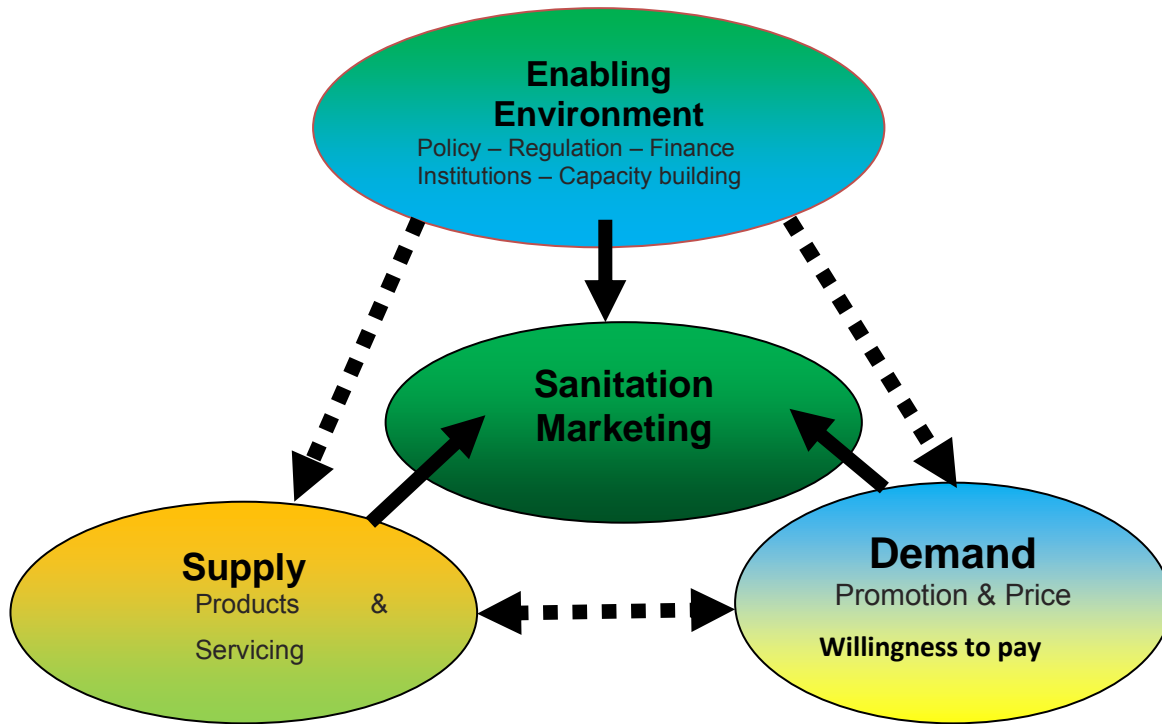 Enabling
Environment
Policy – Regulation – Finance
Institutions – Capacity building
Sanitation
Marketing
Supply
Products &
Servicing
Demand
Promotion & Price
Willingness to pay